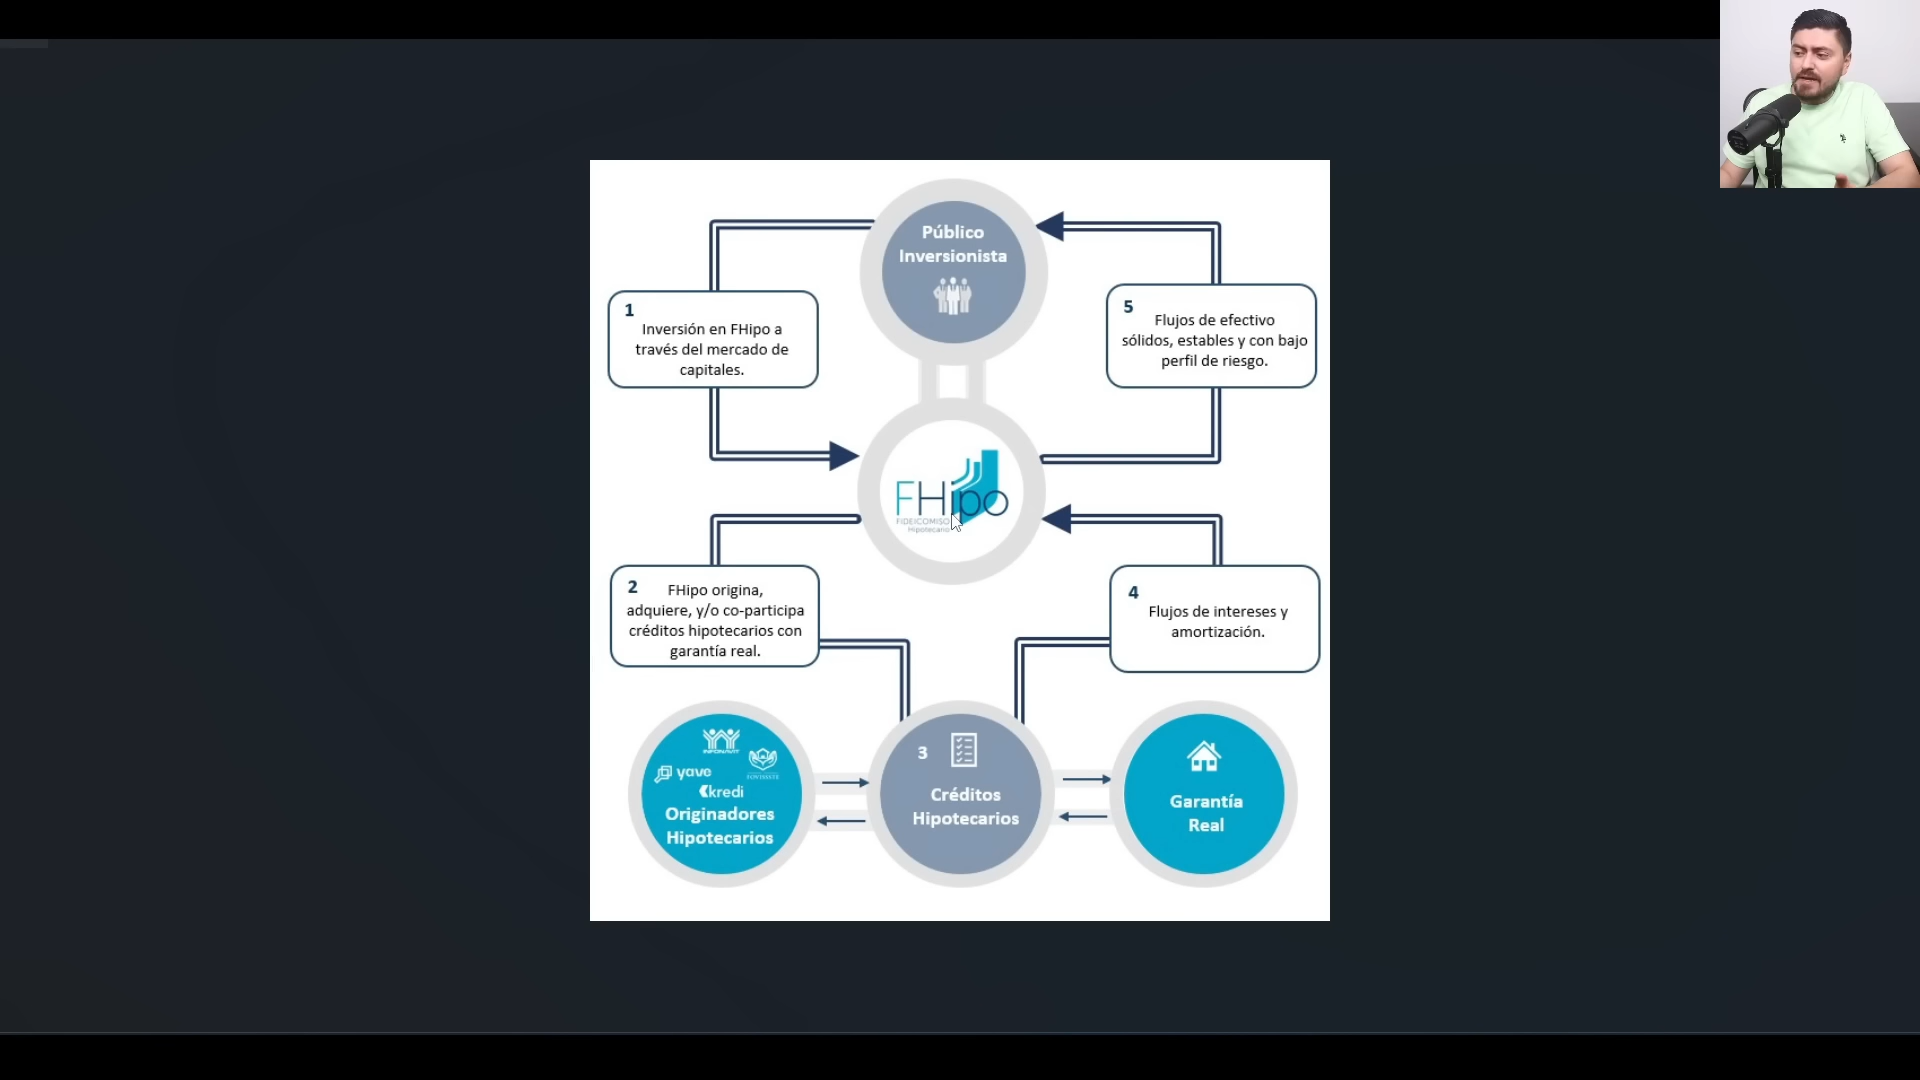 Público
Inversionista
1
Inversión en FHipo a
través del mercado de
capitales.
5
Flujos de efectivo
sólidos, estables y con bajo
perfil de riesgo.
FHipo
FIDEICOMISO
Hipotecario
2
FHipo origina,
adquiere, y/o co-participa
créditos hipotecarios con
garantía real.
4
Flujos de intereses y
amortización.
INFONAVIT
yave
FOVISSSTE
kredi
Originadores
Hipotecarios
3
Créditos
Hipotecarios
Garantía
Real